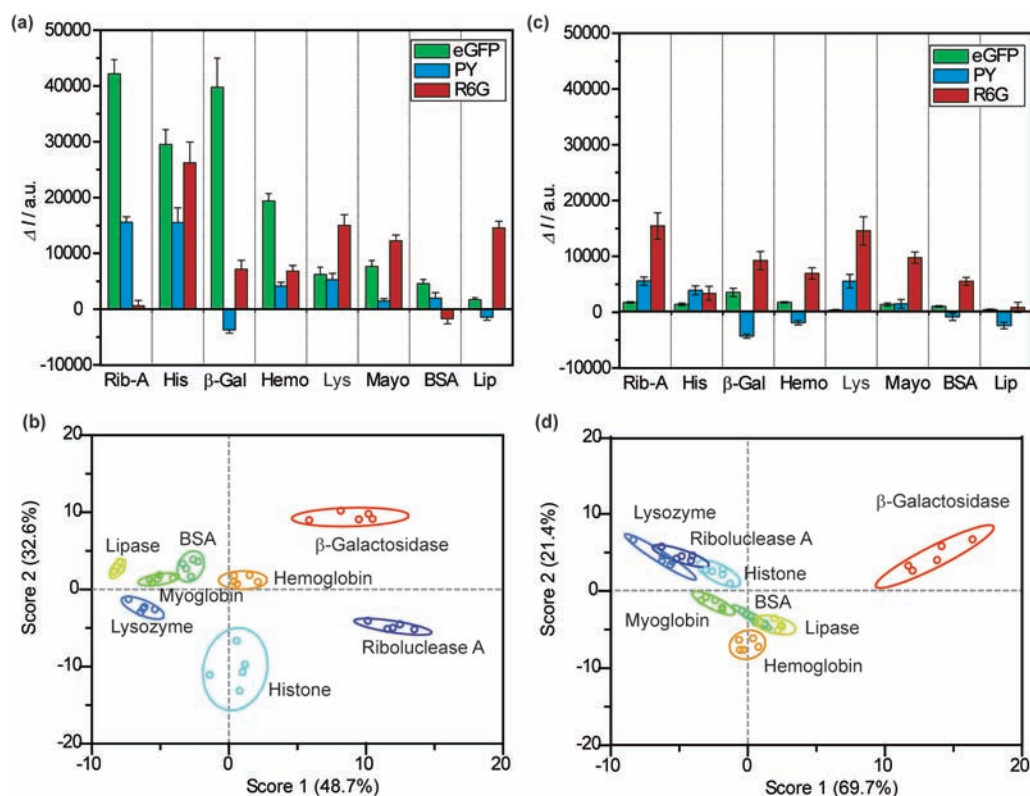 (a)
50000
40000
30000
20000
10000
0
-10000
Δ I / a.u.
eGFP
PY
R6G
Rib-A His β-Gal Hemo Lys Mayo BSA Lip
(c)
50000
40000
30000
20000
10000
0
-10000
Δ I / a.u.
eGFP
PY
R6G
Rib-A His β-Gal Hemo Lys Mayo BSA Lip
(b)
20
10
0
-10
-20
Score 2 (32.6%)
β-Galactosidase
BSA
Lipase
Hemoglobin
Myoglobin
Lysozyme
Riboluclease A
Histone
-10 0 10 20
Score 1 (48.7%)
(d)
20
10
0
-10
-20
Score 2 (21.4%)
β-Galactosidase
Lysozyme
Riboluclease A
Histone
BSA
Myoglobin
Lipase
Hemoglobin
-10 0 10 20
Score 1 (69.7%)